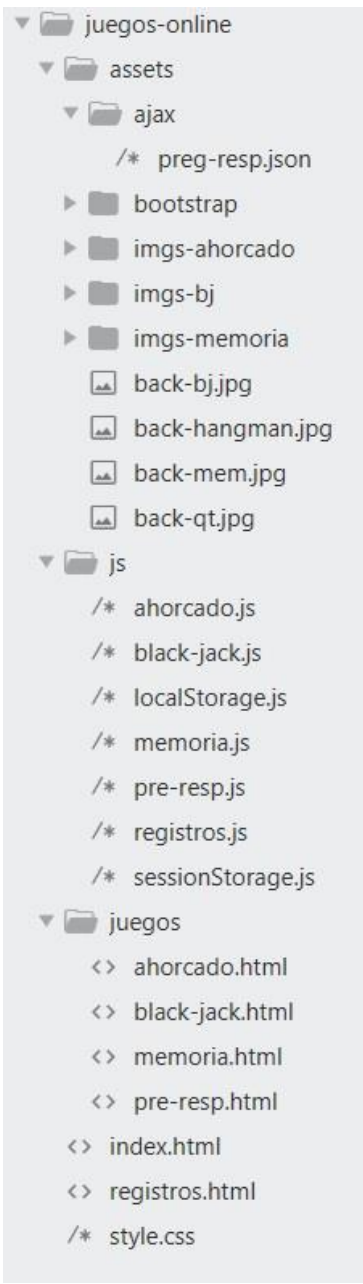 juegos-online
assets
ajax
/* preg-resp.json
bootstrap
imgs-ahorcado
imgs-bj
imgs-memoria
back-bj.jpg
back-hangman.jpg
back-mem.jpg
back-qt.jpg
js
/* ahorcado.js
/* black-jack.js
/* localStorage.js
/* memoria.js
/* pre-resp.js
/* registros.js
/* sessionStorage.js
juegos
<> ahorcado.html
<> black-jack.html
<> memoria.html
<> pre-resp.html
<> index.html
<> registros.html
/* style.css